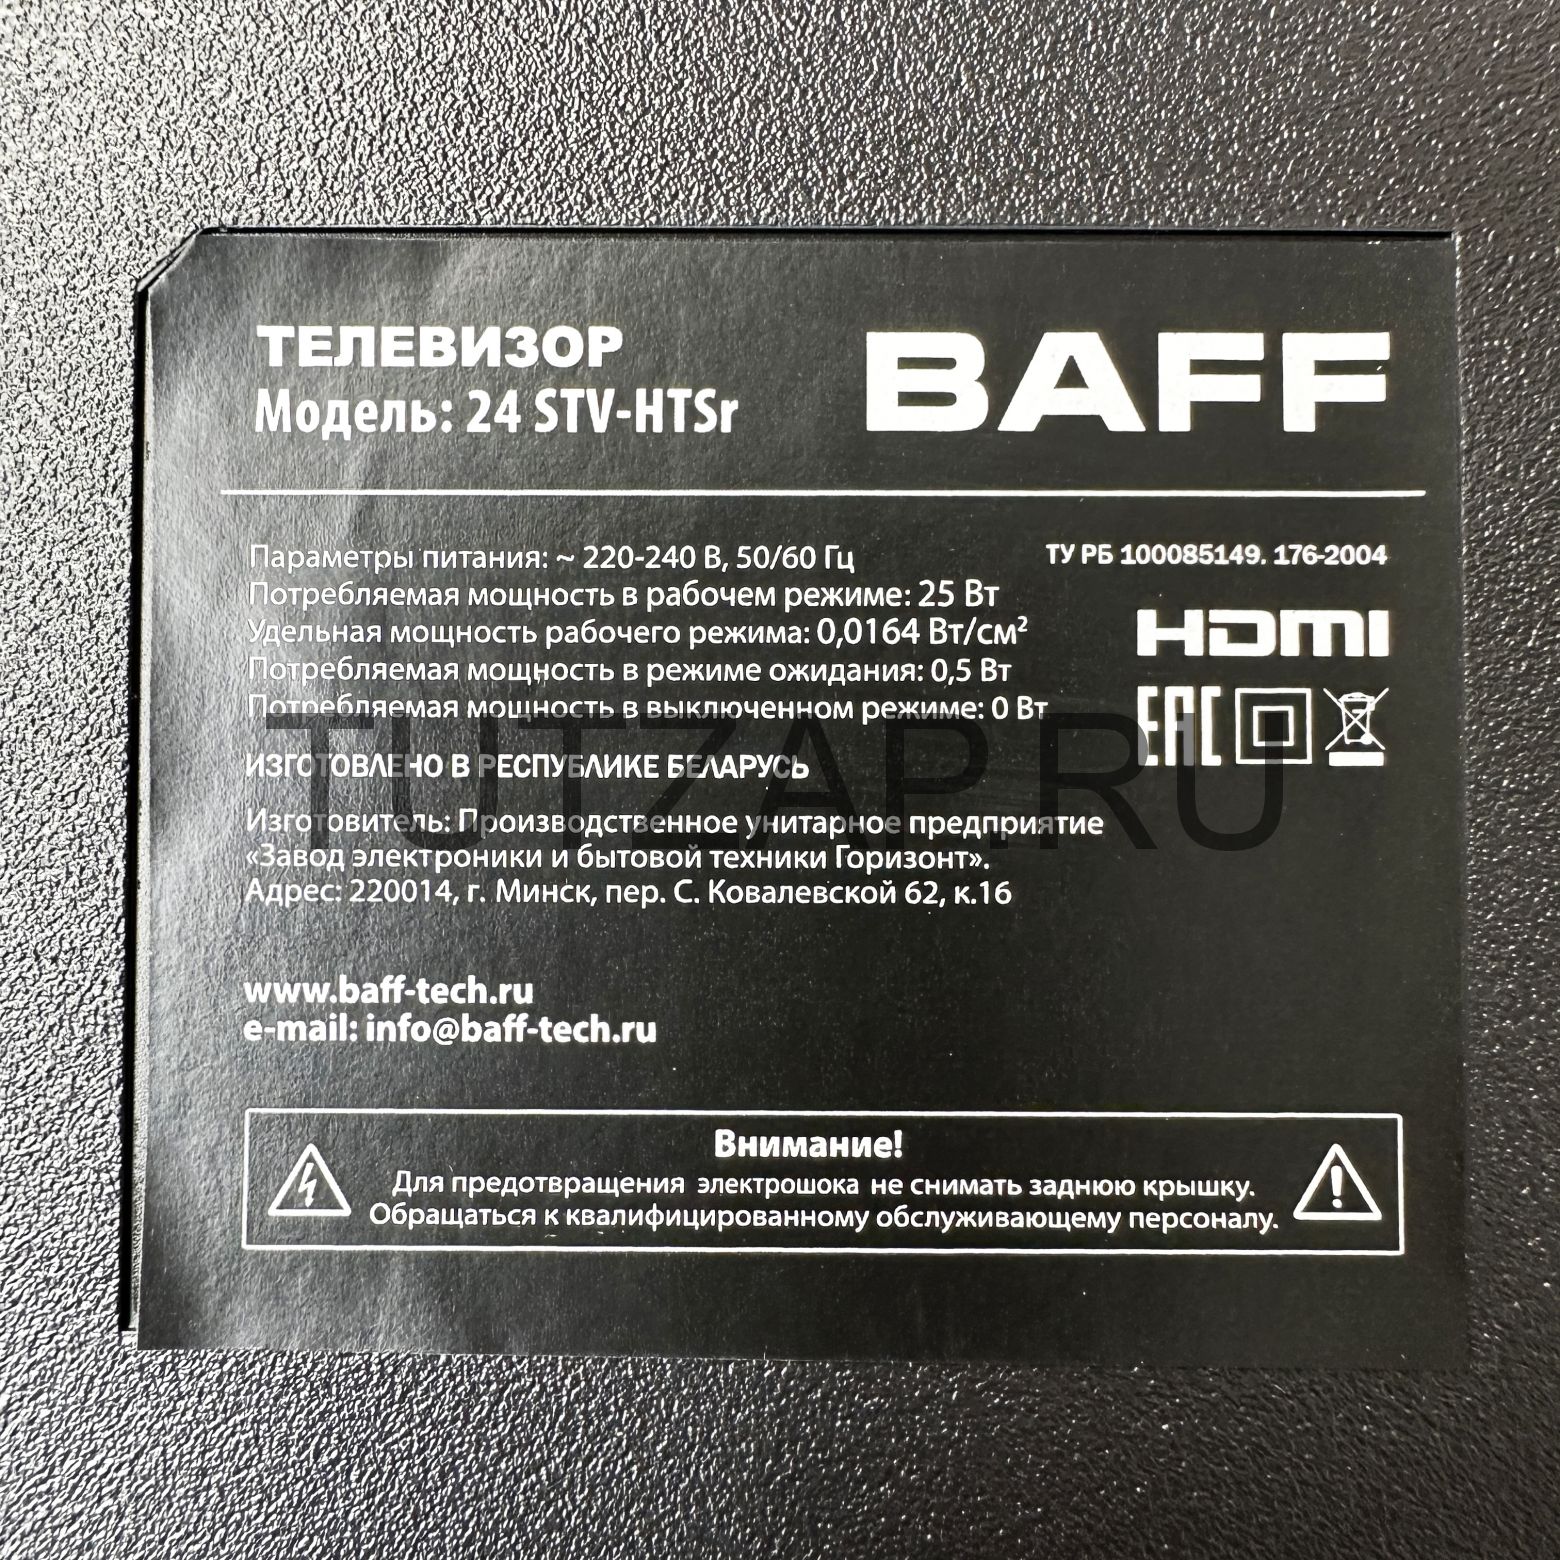 ТЕЛЕВИЗОР
Модель: 24 STV-HTSr
BAFF
Параметры питания: ~ 220-240 В, 50/60 Гц
Потребляемая мощность в рабочем режиме: 25 Вт
Удельная мощность рабочего режима: 0,0164 Вт/см²
Потребляемая мощность в режиме ожидания: 0,5 Вт
Потребляемая мощность в выключенном режиме: 0 Вт
ТУ РБ 100085149. 176-2004
HDMI
EAC
ИЗГОТОВЛЕНО В РЕСПУБЛИКЕ БЕЛАРУСЬ
TUTZAP.RU
Изготовитель: Производственное унитарное предприятие
«Завод электроники и бытовой техники Горизонт».
Адрес: 220014, г. Минск, пер. С. Ковалевской 62, к.16
www.baff-tech.ru
e-mail: info@baff-tech.ru
Внимание!
Для предотвращения электрошока не снимать заднюю крышку.
Обращаться к квалифицированному обслуживающему персоналу.